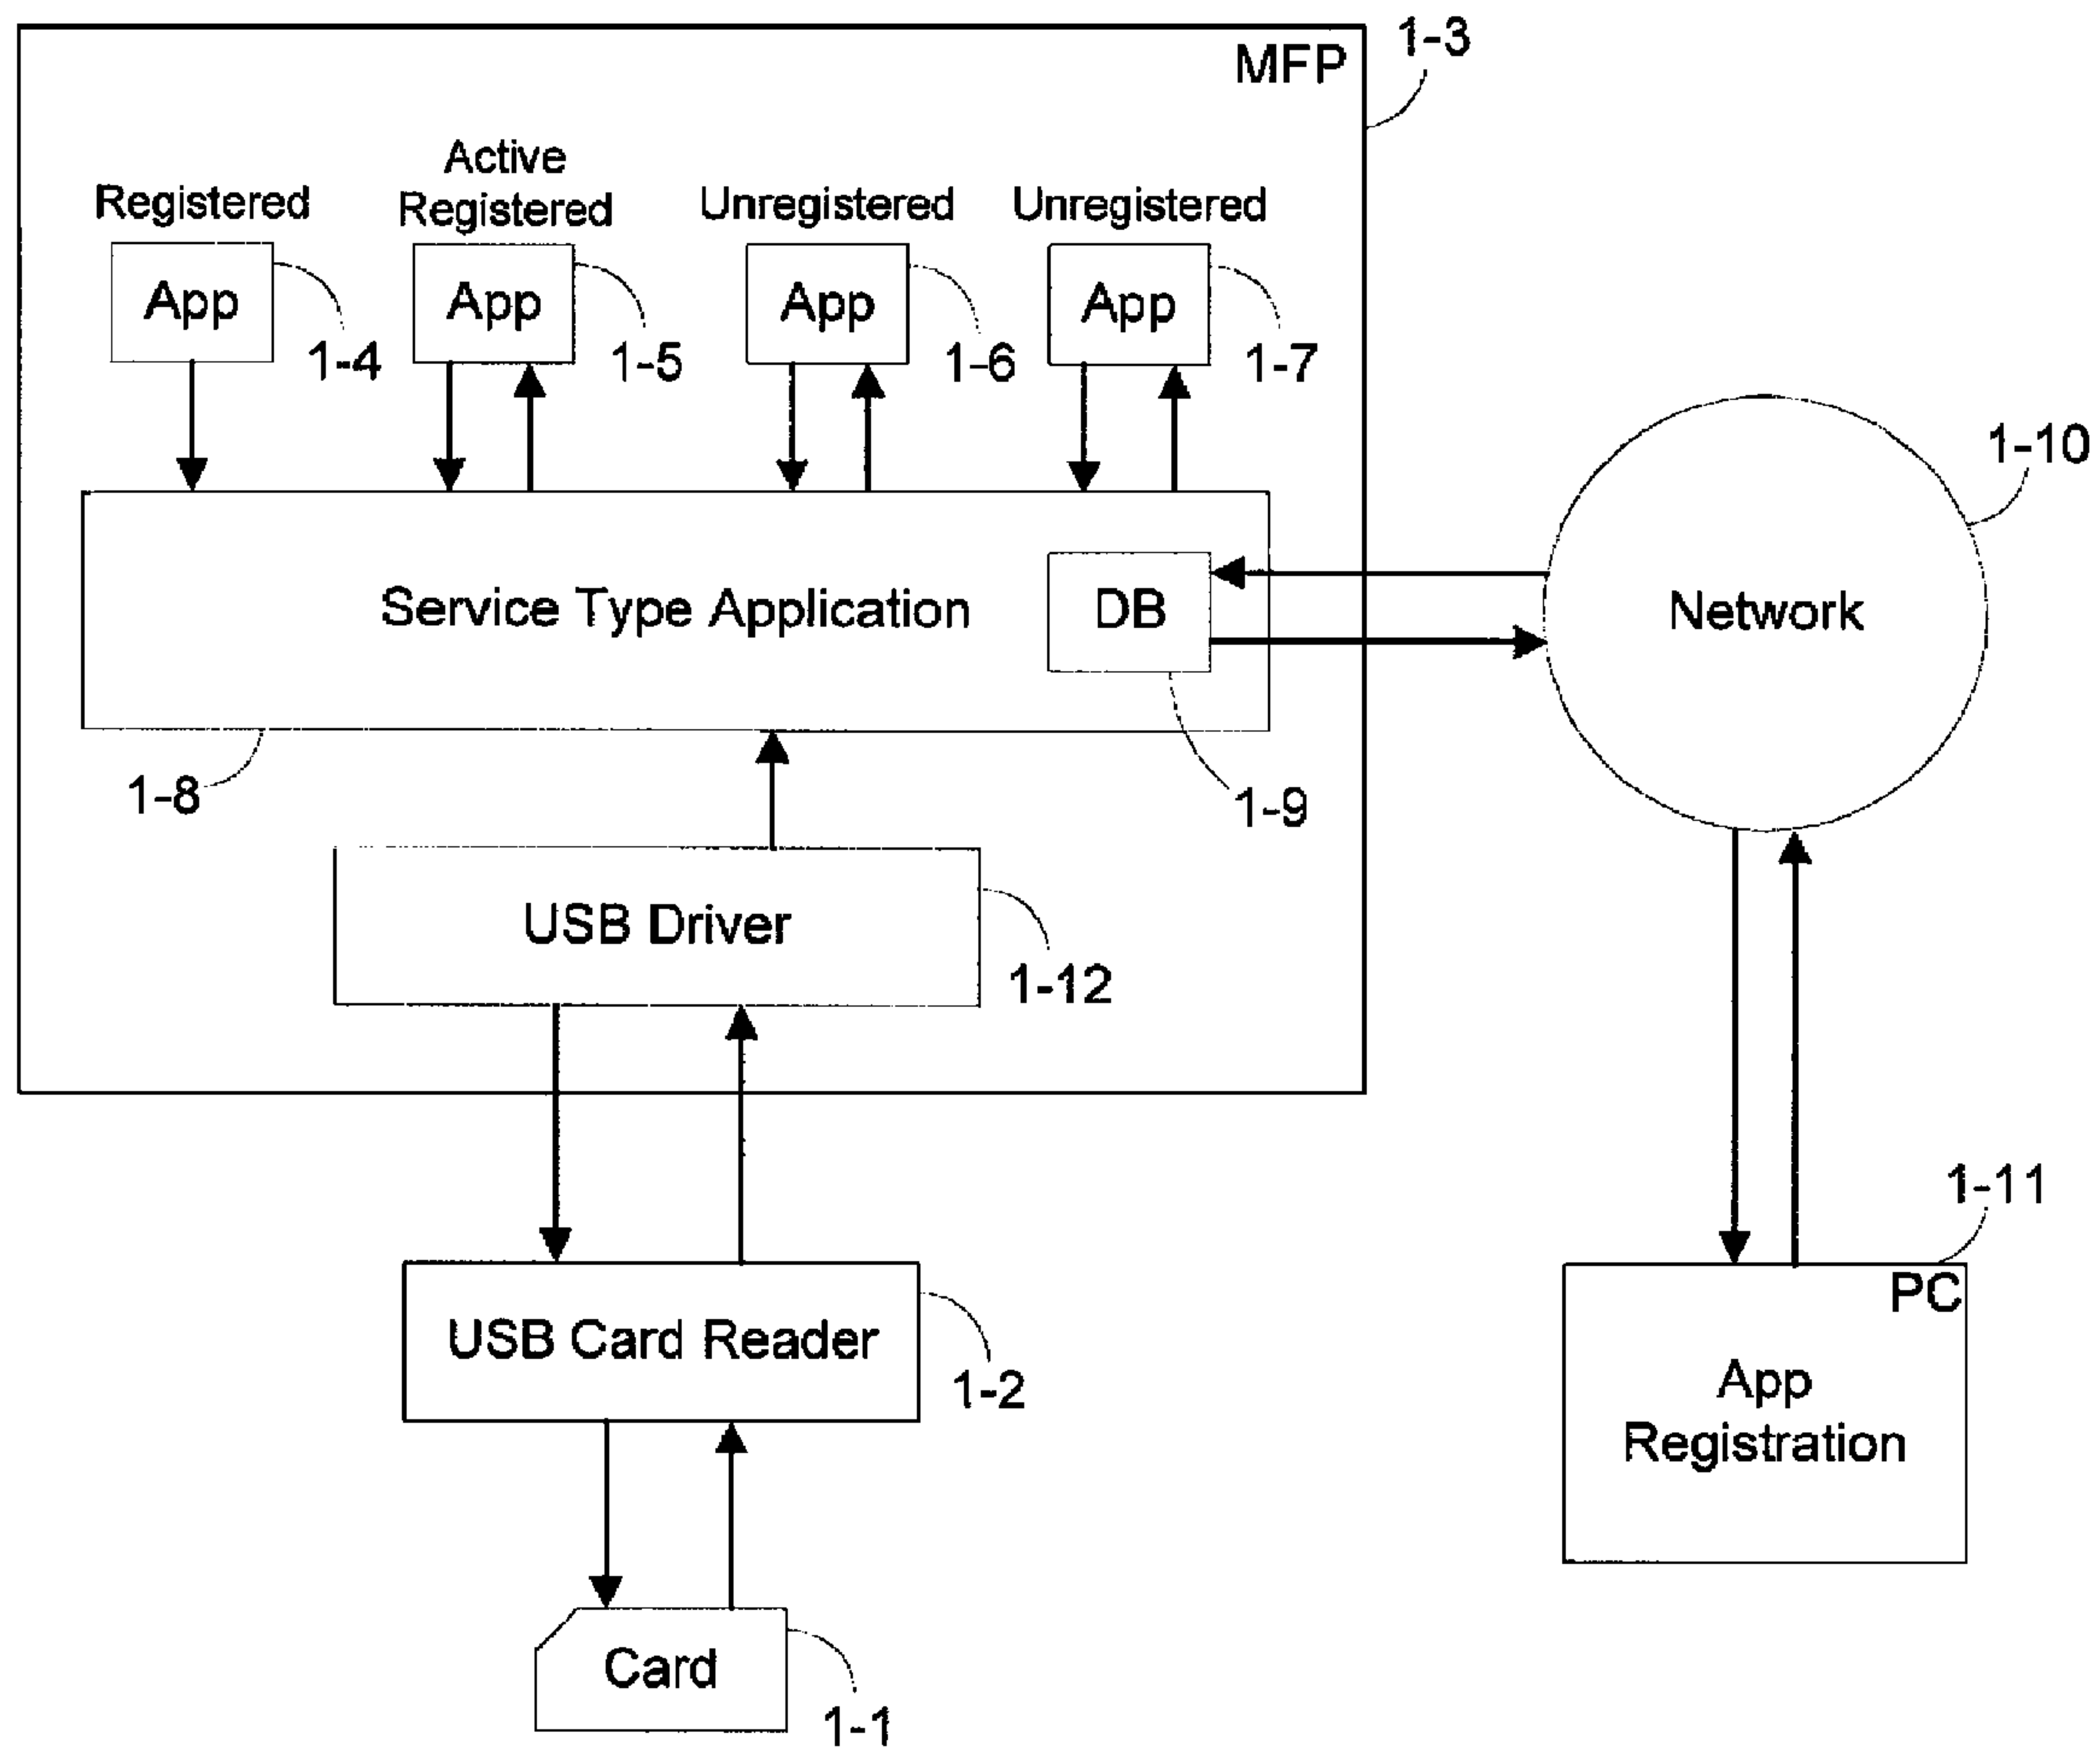 MFP
1-3
Registered
Active
Registered
Unregistered
Unregistered
App
App
App
App
1-4
1-5
1-6
1-7
Service Type Application
DB
Network
1-10
1-8
1-9
USB Driver
1-12
USB Card Reader
1-2
1-11
PC
App
Registration
Card
1-1